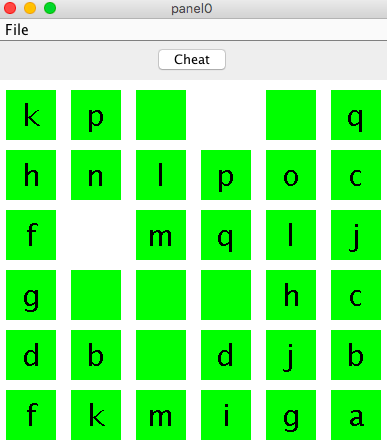 panel0
File
Cheat
k p q
h n l p o c
f m q l j
g h c
d b d j b
f k m i g a